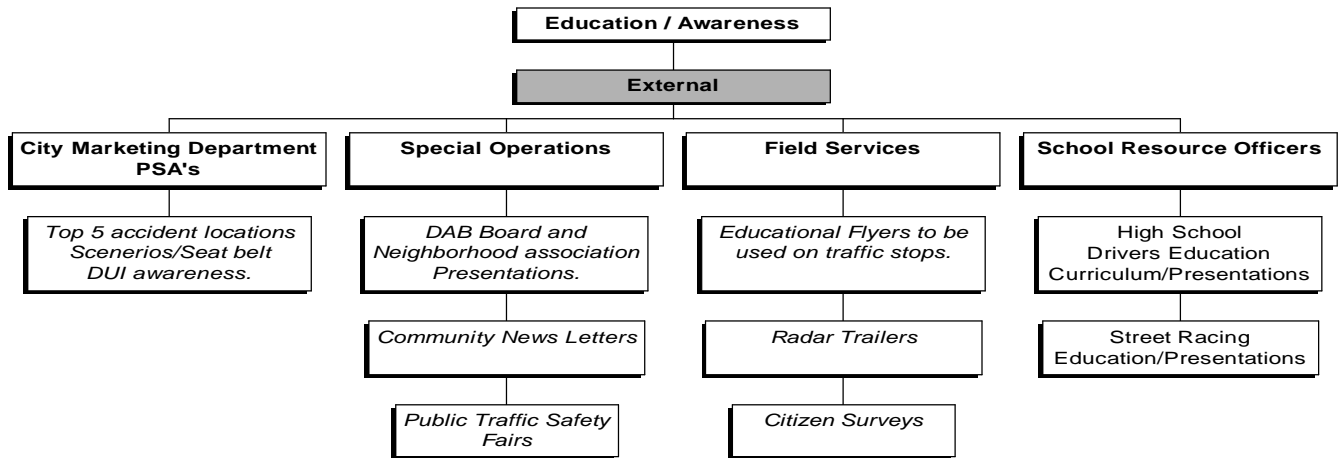 Education / Awareness
External
City Marketing Department
PSA's
Special Operations
Field Services
School Resource Officers
Top 5 accident locations
Scenerios/Seat belt
DUI awareness.
DAB Board and
Neighborhood association
Presentations.
Educational Flyers to be
used on traffic stops.
High School
Drivers Education
Curriculum/Presentations
Community News Letters
Radar Trailers
Street Racing
Education/Presentations
Public Traffic Safety
Fairs
Citizen Surveys